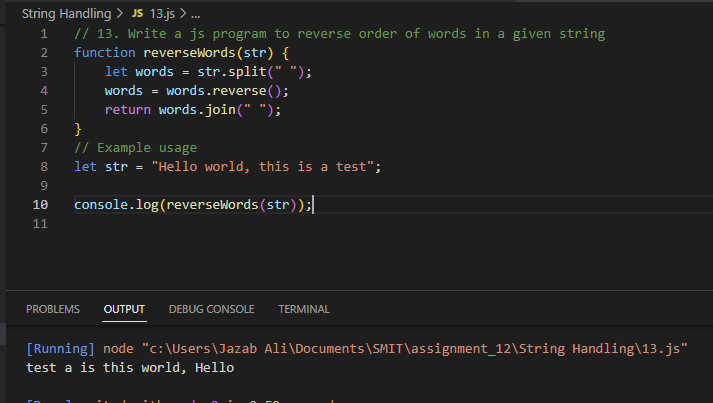 String Handling > JS 13.js > ...
1 // 13. Write a js program to reverse order of words in a given string
2 function reverseWords(str) {
3     let words = str.split(" ");
4     words = words.reverse();
5     return words.join(" ");
6 }
7 // Example usage
8 let str = "Hello world, this is a test";
9
10 console.log(reverseWords(str));
11
PROBLEMS OUTPUT DEBUG CONSOLE TERMINAL
[Running] node "c:\Users\Jazab Ali\Documents\SMIT\assignment_12\String Handling\13.js"
test a is this world, Hello